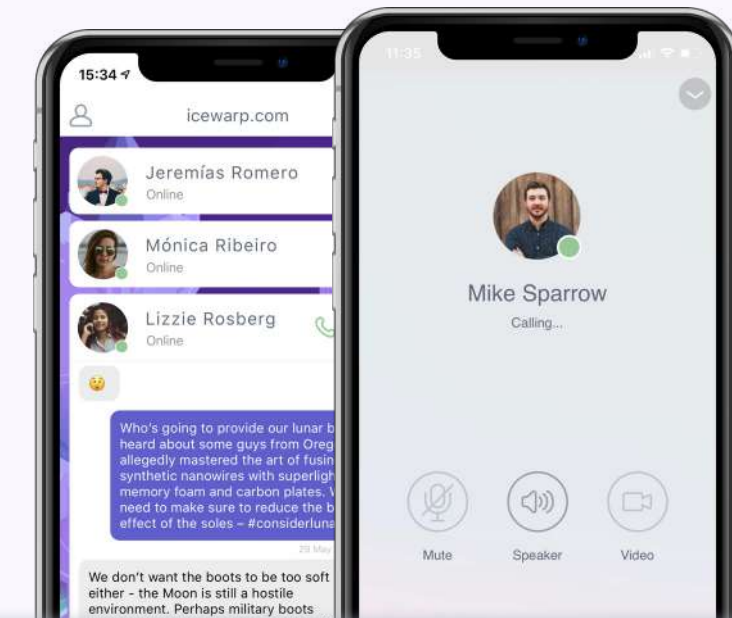 15:34
icewarp.com
Jeremías Romero
Online
Mónica Ribeiro
Online
Lizzie Rosberg
Online
Who's going to provide our lunar b
heard about some guys from Oreg
allegedly mastered the art of fusin
synthetic nanowires with superligh
memory foam and carbon plates.
need to make sure to reduce the b
effect of the soles – #considerluna
29 May
We don't want the boots to be too soft
either - the Moon is still a hostile
environment. Perhaps military boots
11:35
Mike Sparrow
Calling...
Mute
Speaker
Video